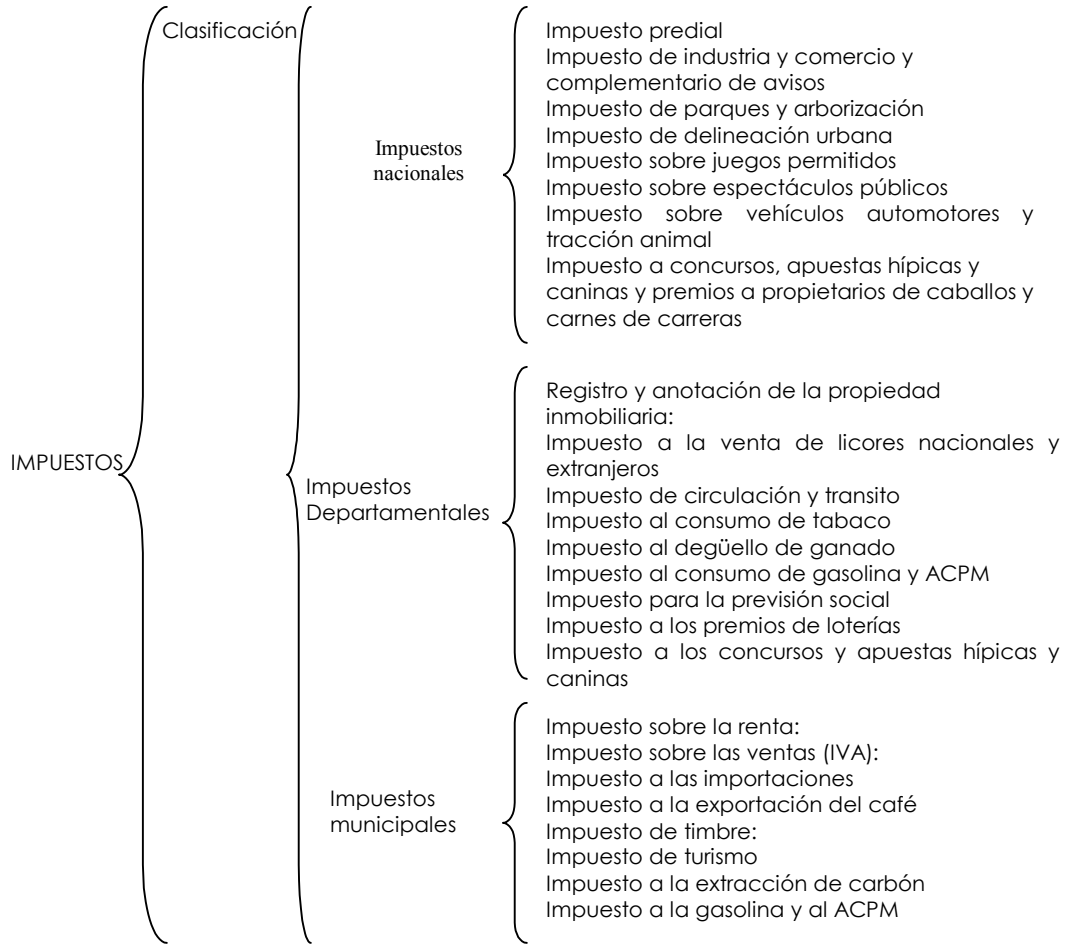 IMPUESTOS
Clasificación
Impuestos
nacionales
Impuesto predial
Impuesto de industria y comercio y
complementario de avisos
Impuesto de parques y arborización
Impuesto de delineación urbana
Impuesto sobre juegos permitidos
Impuesto sobre espectáculos públicos
Impuesto sobre vehículos automotores y
tracción animal
Impuesto a concursos, apuestas hípicas y
caninas y premios a propietarios de caballos y
carnes de carreras
Impuestos
Departamentales
Registro y anotación de la propiedad
inmobiliaria:
Impuesto a la venta de licores nacionales y
extranjeros
Impuesto de circulación y transito
Impuesto al consumo de tabaco
Impuesto al degüello de ganado
Impuesto al consumo de gasolina y ACPM
Impuesto para la previsión social
Impuesto a los premios de loterías
Impuesto a los concursos y apuestas hípicas y
caninas
Impuestos
municipales
Impuesto sobre la renta:
Impuesto sobre las ventas (IVA):
Impuesto a las importaciones
Impuesto a la exportación del café
Impuesto de timbre:
Impuesto de turismo
Impuesto a la extracción de carbón
Impuesto a la gasolina y al ACPM